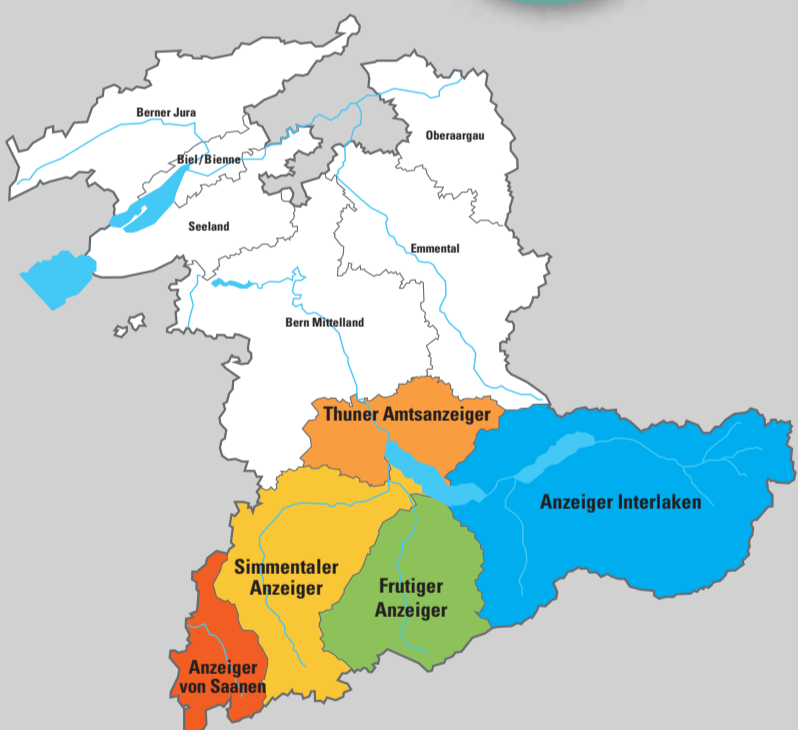 Berner Jura
Oberaargau
Biel/Bienne
Seeland
Emmental
Bern Mittelland
Thuner Amtsanzeiger
Anzeiger Interlaken
Simmentaler
Anzeiger
Frutiger
Anzeiger
Anzeiger
von Saanen